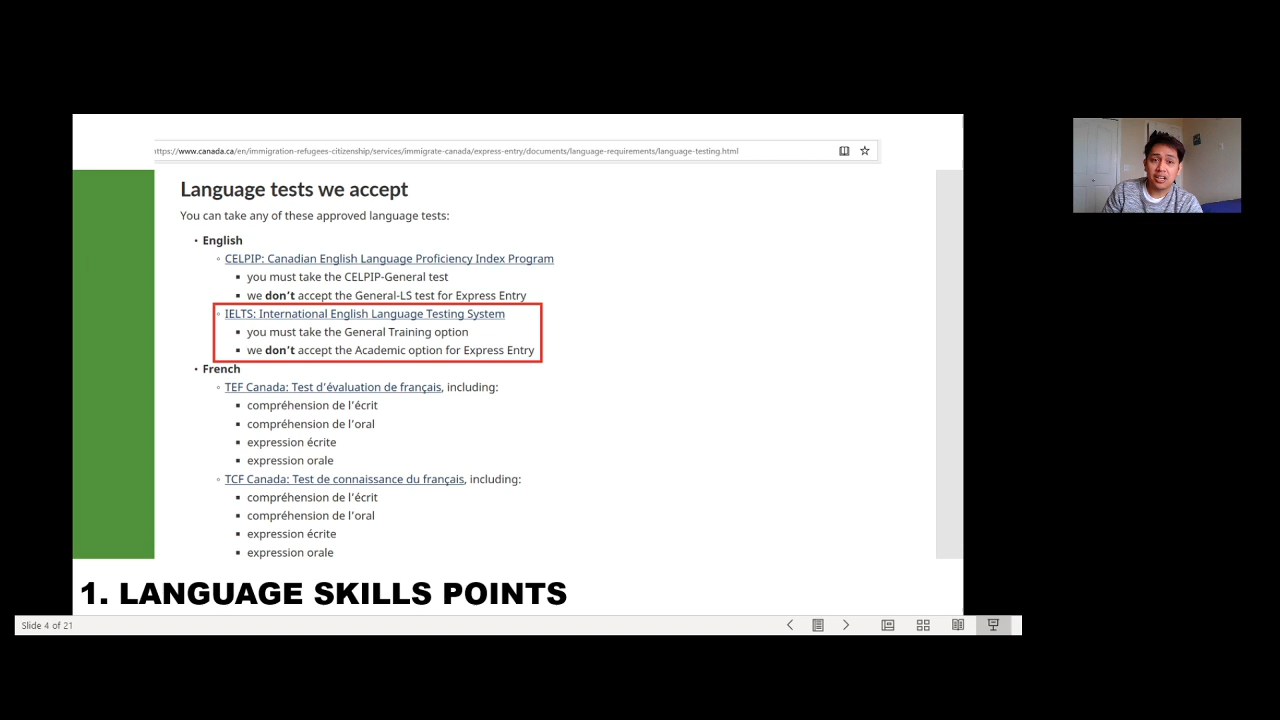 ttps://www.canada.ca/en/immigration-refugees-citizenship/services/immigrate-canada/express-entry/documents/language-requirements/language-testing.html
Language tests we accept
You can take any of these approved language tests:
• English
◦ CELPIP: Canadian English Language Proficiency Index Program
▪ you must take the CELPIP-General test
▪ we don’t accept the General-LS test for Express Entry
◦ IELTS: International English Language Testing System
▪ you must take the General Training option
▪ we don’t accept the Academic option for Express Entry
• French
◦ TEF Canada: Test d’évaluation de français, including:
▪ compréhension de l’écrit
▪ compréhension de l’oral
▪ expression écrite
▪ expression orale
◦ TCF Canada: Test de connaissance du français, including:
▪ compréhension de l’écrit
▪ compréhension de l’oral
▪ expression écrite
▪ expression orale
1. LANGUAGE SKILLS POINTS
Slide 4 of 21